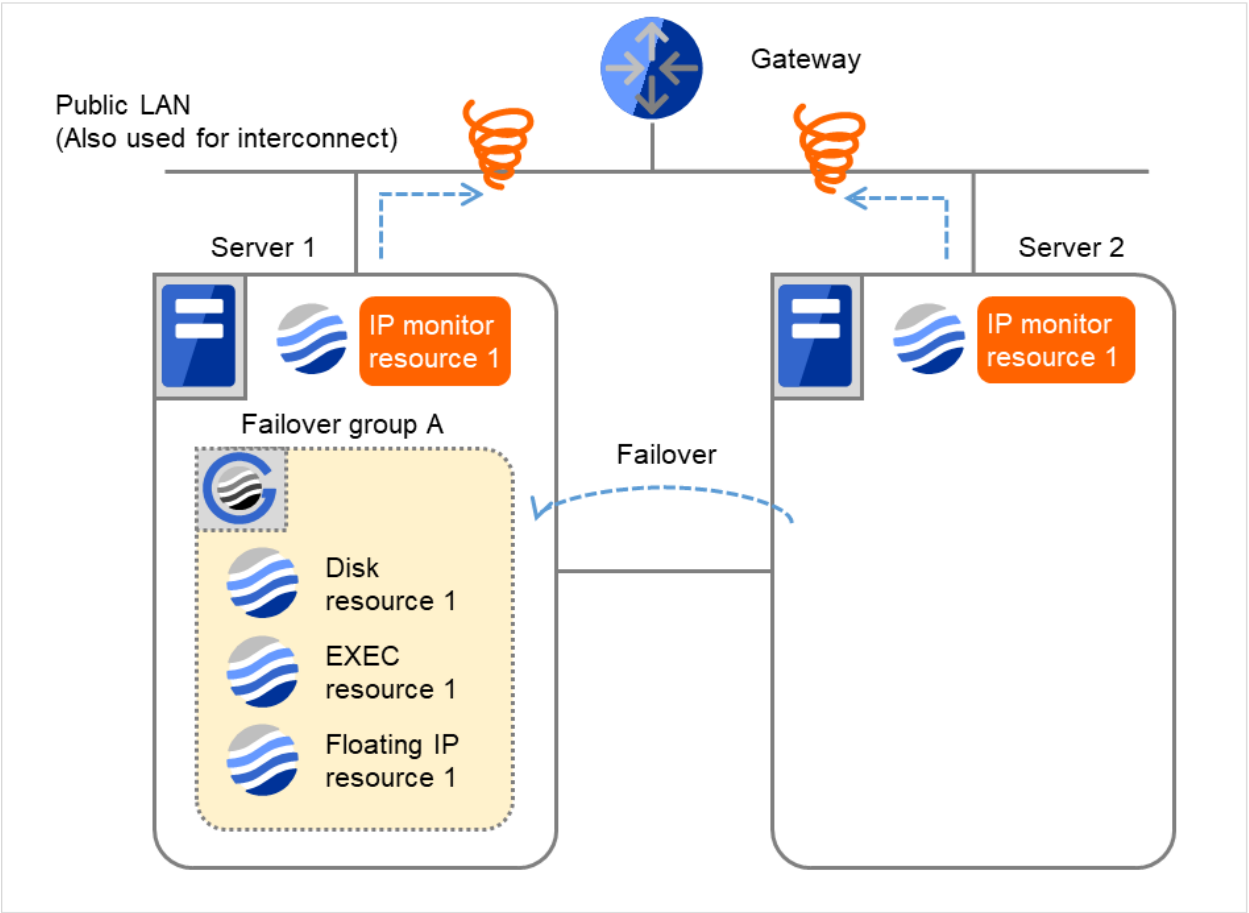 Gateway
Public LAN
(Also used for interconnect)
Server 1
Server 2
IP monitor
resource 1
IP monitor
resource 1
Failover group A
Failover
Disk
resource 1
EXEC
resource 1
Floating IP
resource 1